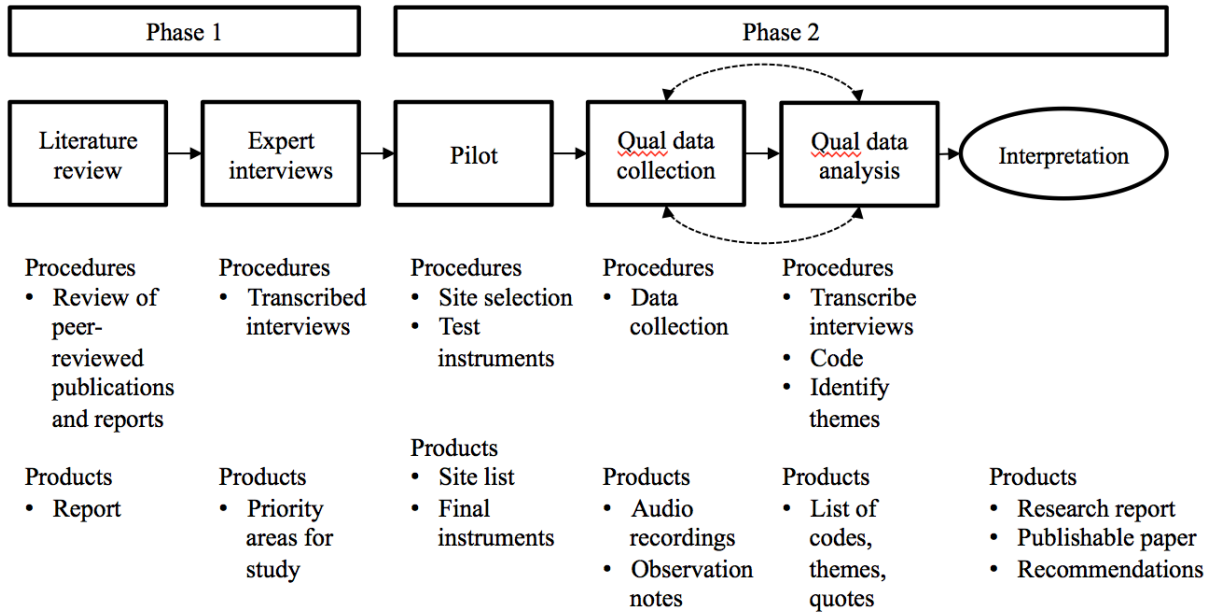 Phase 1
Phase 2
Literature
review
Expert
interviews
Pilot
Qual data
collection
Qual data
analysis
Interpretation
Procedures
• Review of
peer-
reviewed
publications
and reports
Products
• Report
Procedures
• Transcribed
interviews
Products
• Priority
areas for
study
Procedures
• Site selection
• Test
instruments
Products
• Site list
• Final
instruments
Procedures
• Data
collection
Products
• Audio
recordings
• Observation
notes
Procedures
• Transcribe
interviews
• Code
• Identify
themes
Products
• List of
codes,
themes,
quotes
Products
• Research report
• Publishable paper
• Recommendations